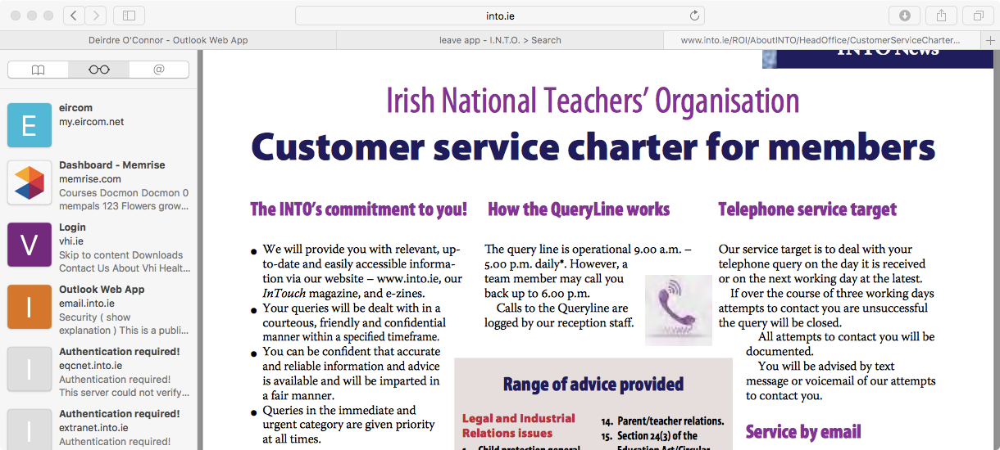 into.ie
Deirdre O'Connor - Outlook Web App
leave app - I.N.T.O. > Search
www.into.ie/ROI/AboutINTO/HeadOffice/CustomerServiceCharter...
@
E
eircom
my.eircom.net
Dashboard - Memrise
memrise.com
Courses Docmon Docmon 0
mempals 123 Flowers grow...
V
Login
vhi.ie
Skip to content Downloads
Contact Us About Vhi Healt...
I
Outlook Web App
email.into.ie
Security ( show
explanation ) This is a publi...
I
Authentication required!
eqcnet.into.ie
Authentication required!
This server could not verify...
I
Authentication required!
extranet.into.ie
Authentication required!
INTO News
Irish National Teachers' Organisation
Customer service charter for members
The INTO's commitment to you!
• We will provide you with relevant, up-
to-date and easily accessible informa-
tion via our website – www.into.ie, our
InTouch magazine, and e-zines.
• Your queries will be dealt with in a
courteous, friendly and confidential
manner within a specified timeframe.
• You can be confident that accurate
and reliable information and advice
is available and will be imparted in
a fair manner.
• Queries in the immediate and
urgent category are given priority
at all times.
How the QueryLine works
The query line is operational 9.00 a.m. –
5.00 p.m. daily*. However, a
team member may call you
back up to 6.00 p.m.
Calls to the Queryline are
logged by our reception staff.
Range of advice provided
Legal and Industrial
Relations issues
1. Child protection general
14. Parent/teacher relations.
15. Section 24(3) of the
Education Act/Circular
Telephone service target
Our service target is to deal with your
telephone query on the day it is received
or on the next working day at the latest.
If over the course of three working days
attempts to contact you are unsuccessful
the query will be closed.
All attempts to contact you will be
documented.
You will be advised by text
message or voicemail of our attempts
to contact you.
Service by email